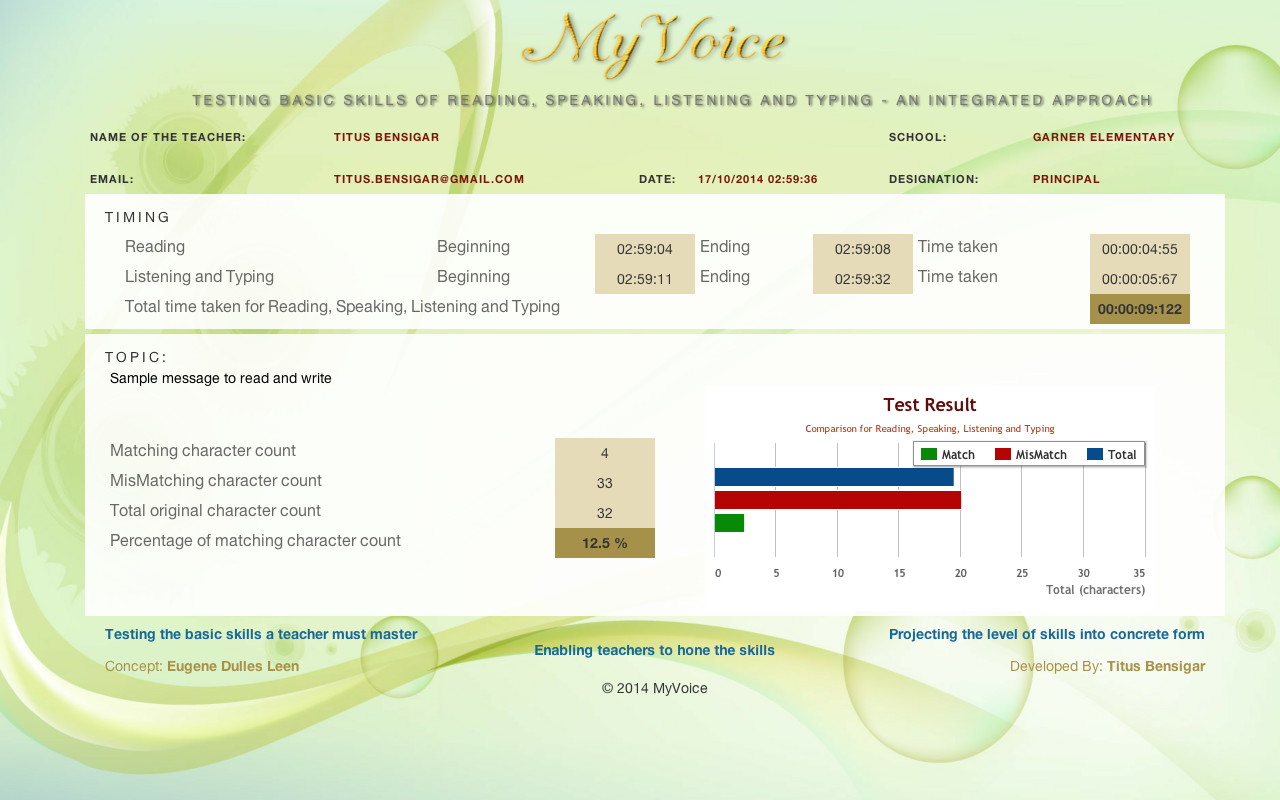 MyVoice
TESTING BASIC SKILLS OF READING, SPEAKING, LISTENING AND TYPING - AN INTEGRATED APPROACH
NAME OF THE TEACHER: TITUS BENSIGAR SCHOOL: GARNER ELEMENTARY
EMAIL: TITUS.BENSIGAR@GMAIL.COM DATE: 17/10/2014 02:59:36 DESIGNATION: PRINCIPAL
TIMING
Reading Beginning 02:59:04 Ending 02:59:08 Time taken 00:00:04:55
Listening and Typing Beginning 02:59:11 Ending 02:59:32 Time taken 00:00:05:67
Total time taken for Reading, Speaking, Listening and Typing 00:00:09:122
TOPIC:
Sample message to read and write
Matching character count 4
MisMatching character count 33
Total original character count 32
Percentage of matching character count 12.5 %
Test Result
Comparison for Reading, Speaking, Listening and Typing
Match MisMatch Total
0 5 10 15 20 25 30 35
Total (characters)
Testing the basic skills a teacher must master
Enabling teachers to hone the skills
Projecting the level of skills into concrete form
Concept: Eugene Dulles Leen
Developed By: Titus Bensigar
© 2014 MyVoice